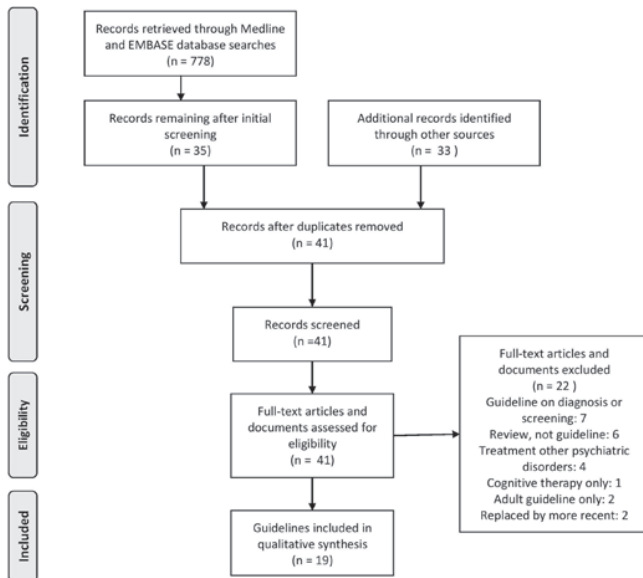 Identification
Records retrieved through Medline
and EMBASE database searches
(n = 778)
Records remaining after initial
screening
(n = 35)
Additional records identified
through other sources
(n = 33 )
Screening
Records after duplicates removed
(n = 41)
Records screened
(n =41)
Eligibility
Full-text articles and
documents assessed for
eligibility
(n = 41)
Full-text articles and
documents excluded
(n = 22 )
Guideline on diagnosis or
screening: 7
Review, not guideline: 6
Treatment other psychiatric
disorders: 4
Cognitive therapy only: 1
Adult guideline only: 2
Replaced by more recent: 2
Included
Guidelines included in
qualitative synthesis
(n = 19)